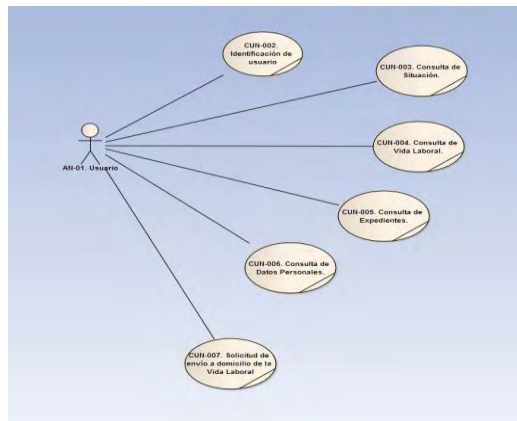 CUN-002.
Identificación de
usuario
CUN-003. Consulta de
Situación.
CUN-004. Consulta de
Vida Laboral.
AN-01. Usuario
CUN-005. Consulta de
Expedientes.
CUN-006. Consulta de
Datos Personales.
CUN-007. Solicitud de
envío a domicilio de la
Vida Laboral